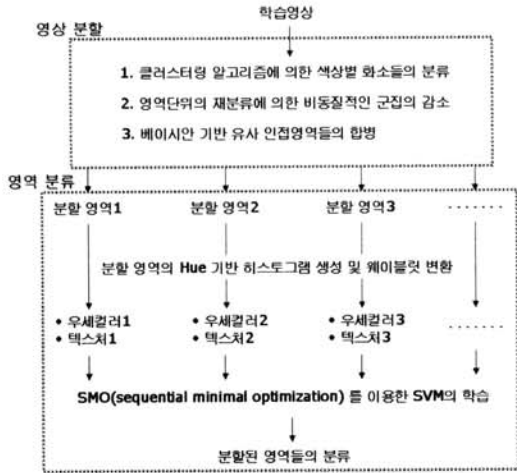 학습영상
영상 분할
1. 클러스터링 알고리즘에 의한 색상별 화소들의 분류
2. 영역단위의 재분류에 의한 비동질적인 군집의 감소
3. 베이시안 기반 유사 인접영역들의 합병
영역 분류
분할 영역1 분할 영역2 분할 영역3 .......
분할 영역의 Hue 기반 히스토그램 생성 및 웨이블릿 변환
• 우세컬러1 • 우세컬러2 • 우세컬러3 .......
• 텍스처1 • 텍스처2 • 텍스처3
SMO(sequential minimal optimization) 를 이용한 SVM의 학습
분할된 영역들의 분류